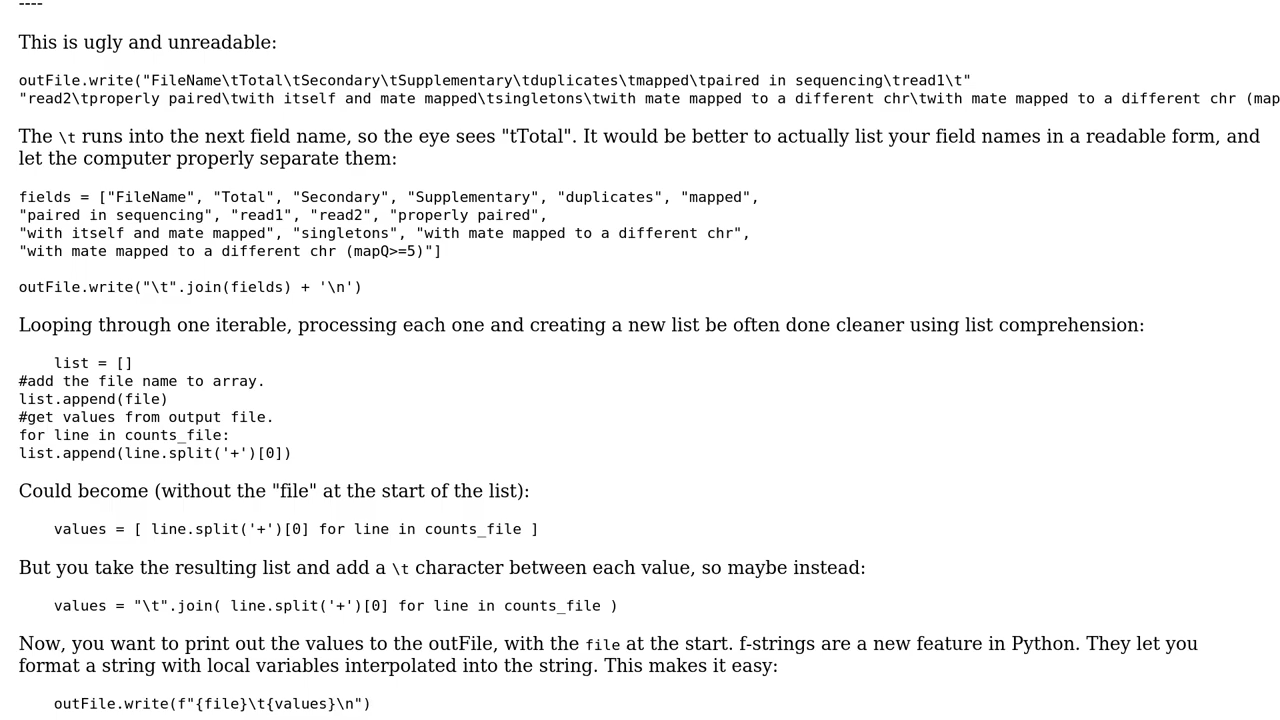 ----
This is ugly and unreadable:
outFile.write("FileName\tTotal\tSecondary\tSupplementary\tduplicates\tmapped\tpaired in sequencing\tread1\t"
"read2\tproperly paired\twith itself and mate mapped\tsingletons\twith mate mapped to a different chr\twith mate mapped to a different chr (map
The \t runs into the next field name, so the eye sees "tTotal". It would be better to actually list your field names in a readable form, and
let the computer properly separate them:
fields = ["FileName", "Total", "Secondary", "Supplementary", "duplicates", "mapped",
"paired in sequencing", "read1", "read2", "properly paired",
"with itself and mate mapped", "singletons", "with mate mapped to a different chr",
"with mate mapped to a different chr (mapQ>=5)"]
outFile.write("\t".join(fields) + '\n')
Looping through one iterable, processing each one and creating a new list be often done cleaner using list comprehension:
list = []
#add the file name to array.
list.append(file)
#get values from output file.
for line in counts_file:
list.append(line.split('+')[0])
Could become (without the "file" at the start of the list):
values = [ line.split('+')[0] for line in counts_file ]
But you take the resulting list and add a \t character between each value, so maybe instead:
values = "\t".join( line.split('+')[0] for line in counts_file )
Now, you want to print out the values to the outFile, with the file at the start. f-strings are a new feature in Python. They let you
format a string with local variables interpolated into the string. This makes it easy:
outFile.write(f"{file}\t{values}\n")